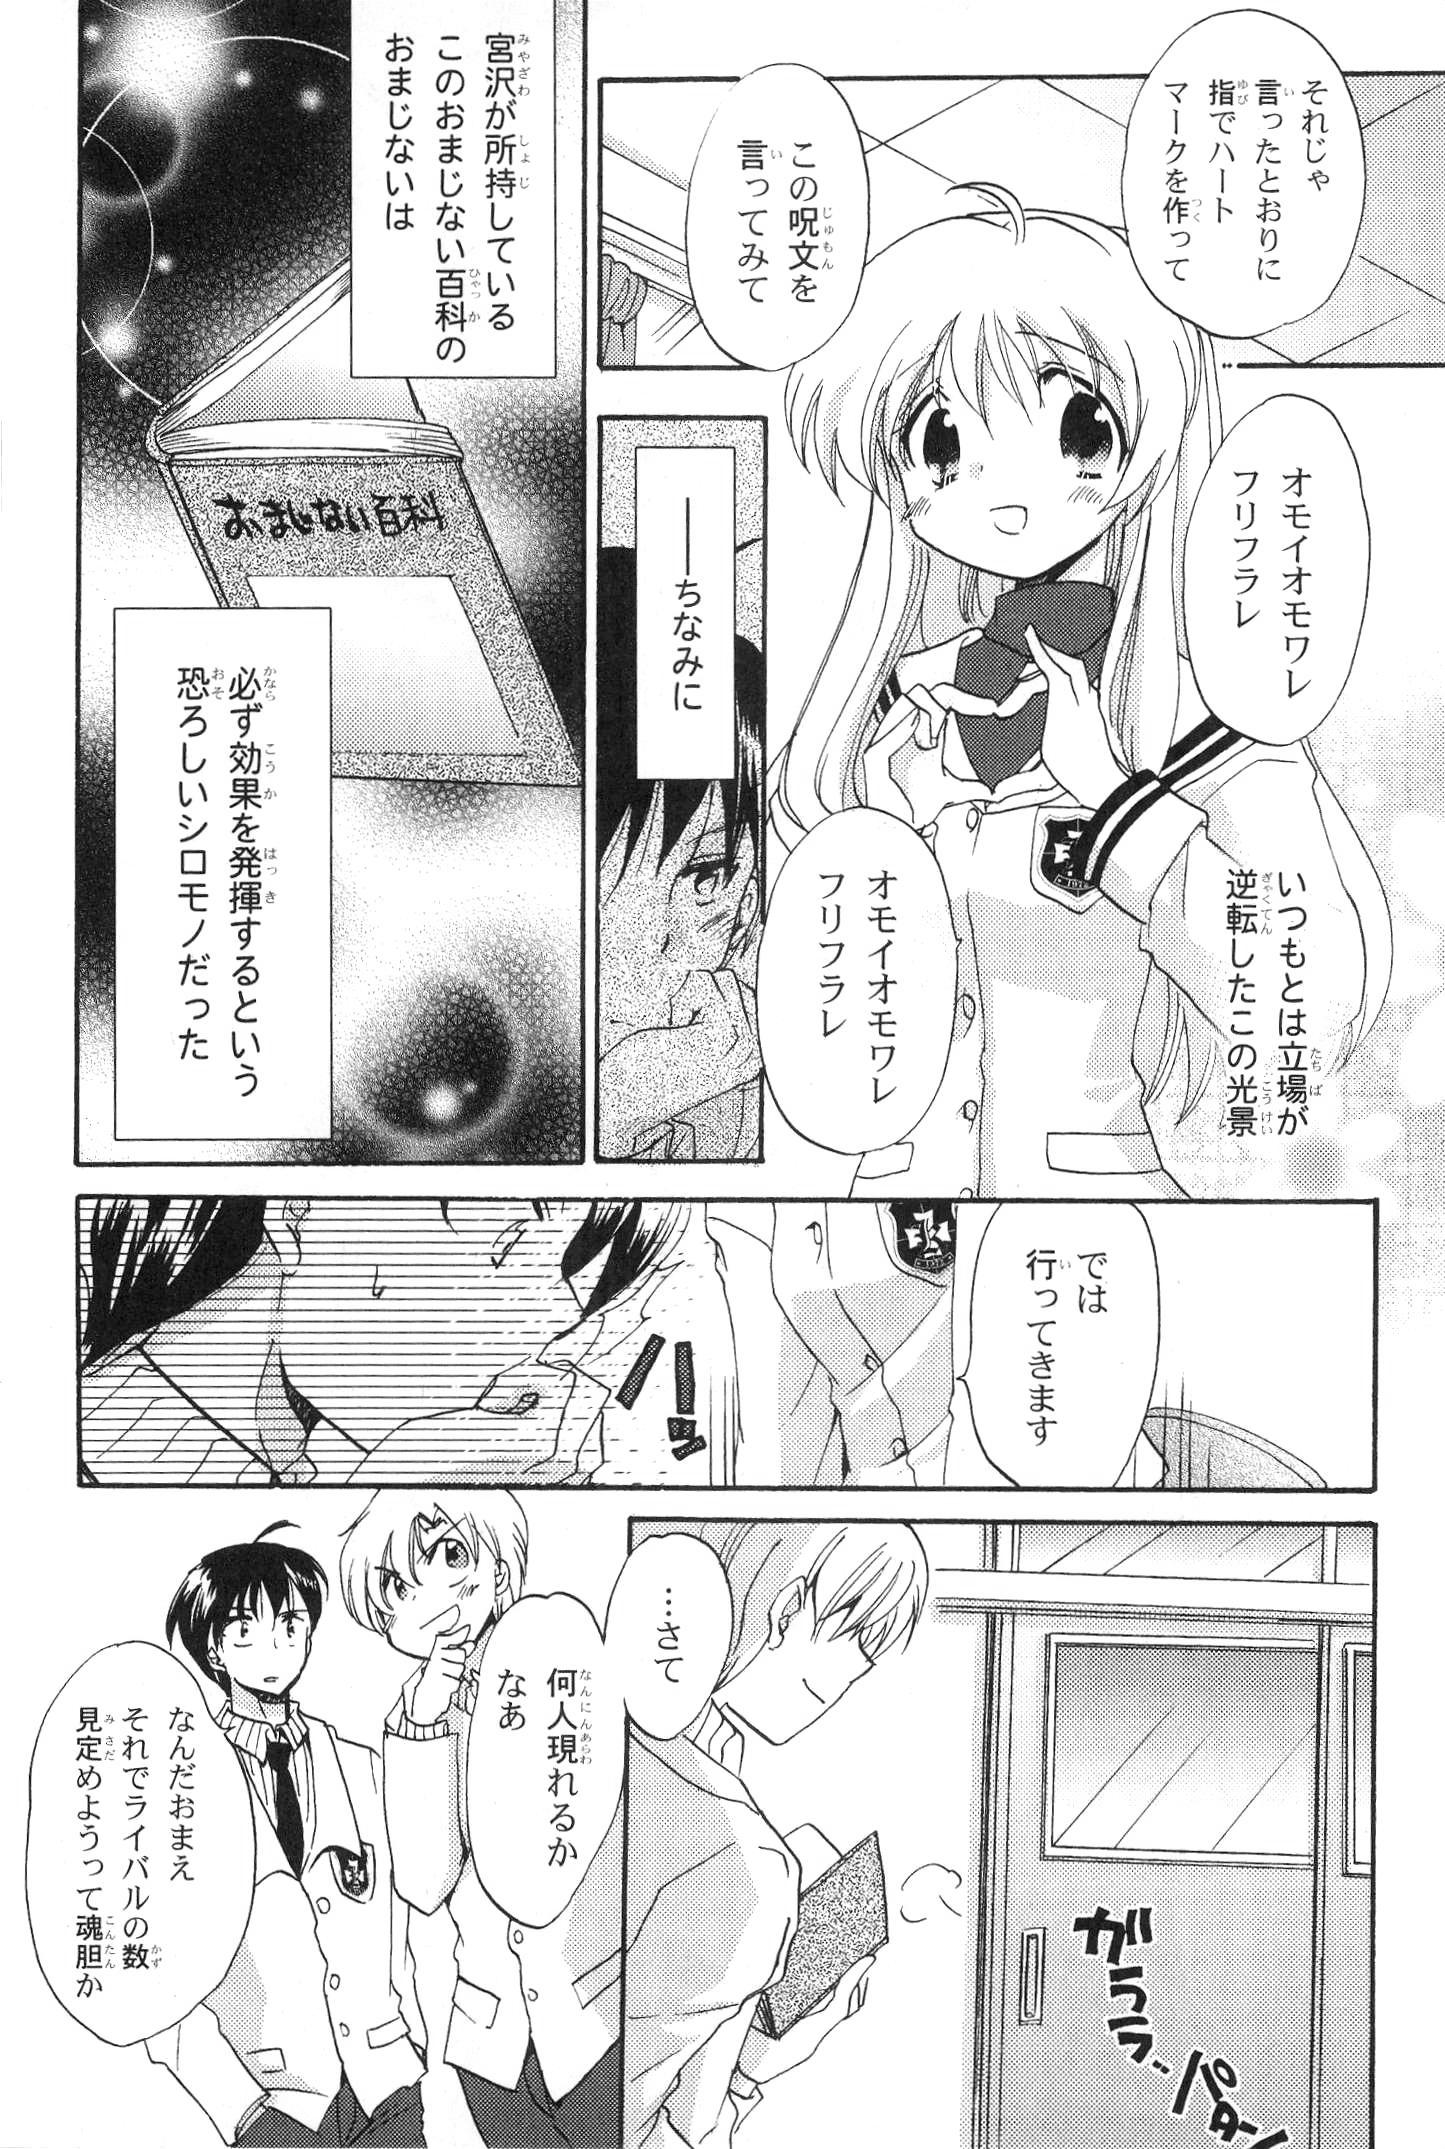 それじゃ
言ったとおりに
指でハート
マークを作って
この呪文を
言ってみて
オモイオモワレ
フリフラレ
オモイオモワレ
フリフラレ
いつもとは立場が
逆転したこの光景
――ちなみに
宮沢が所持している
このおまじない百科の
おまじないは
おまじない百科
必ず効果を発揮するという
恐ろしいシロモノだった
では
行ってきます
!!
ガララ…
パタン
…さて
何人現れるか
なあ
なんだおまえ
それでライバルの数
見定めようって魂胆か